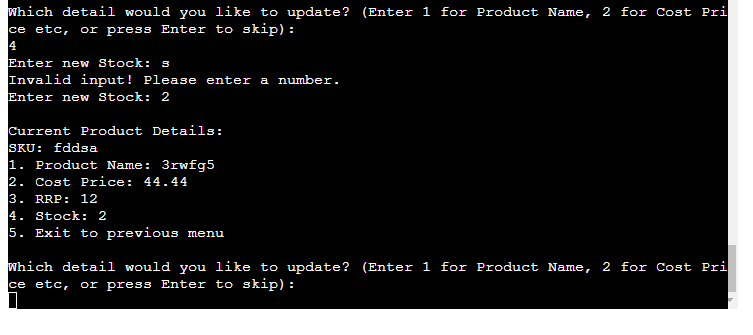 Which detail would you like to update? (Enter 1 for Product Name, 2 for Cost Pri
ce etc, or press Enter to skip):
4
Enter new Stock: s
Invalid input! Please enter a number.
Enter new Stock: 2
Current Product Details:
SKU: fddsa
1. Product Name: 3rwfg5
2. Cost Price: 44.44
3. RRP: 12
4. Stock: 2
5. Exit to previous menu
Which detail would you like to update? (Enter 1 for Product Name, 2 for Cost Pri
ce etc, or press Enter to skip):